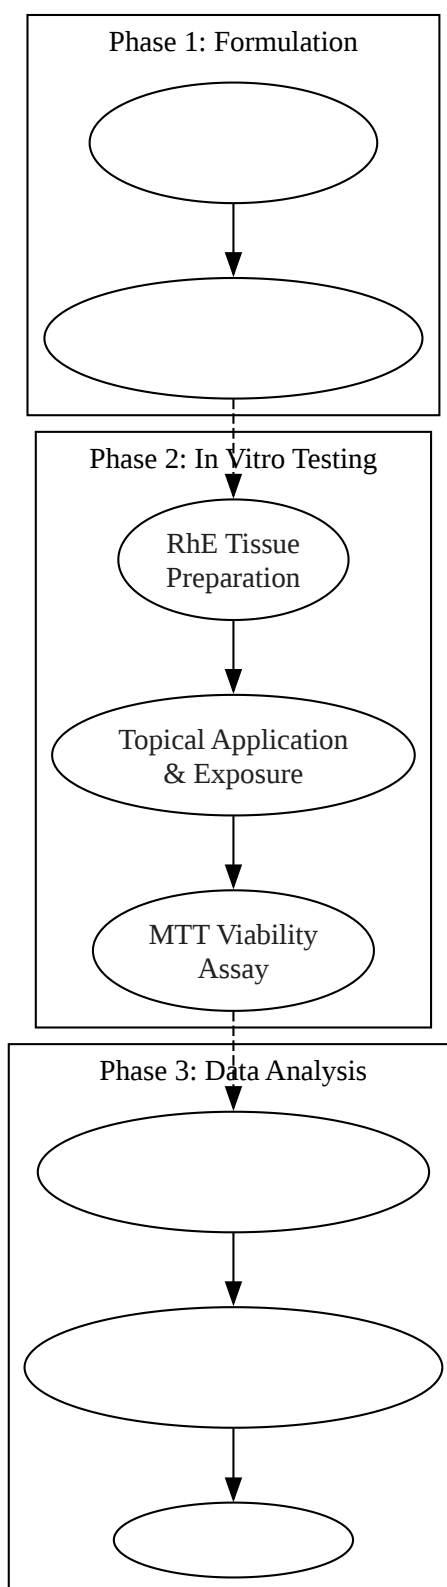 Phase 1: Formulation
Phase 2: In Vitro Testing
RhE Tissue
Preparation
Topical Application
& Exposure
MTT Viability
Assay
Phase 3: Data Analysis